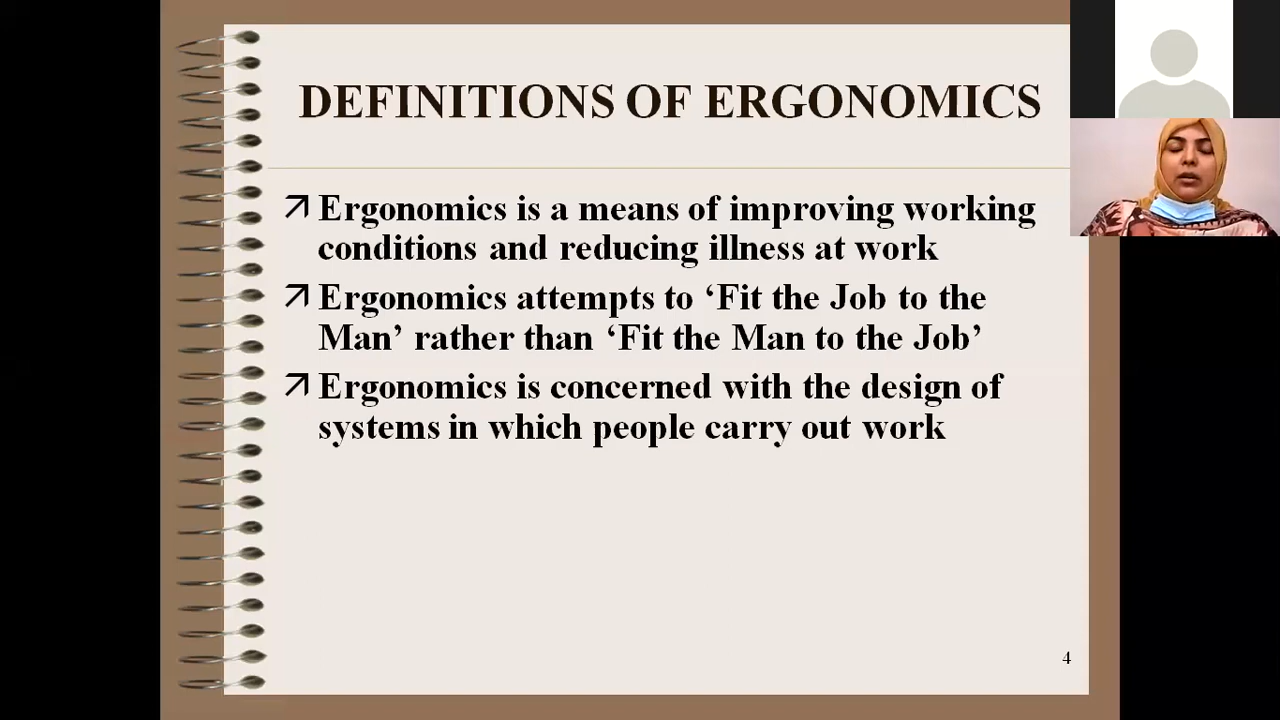 DEFINITIONS OF ERGONOMICS
Ergonomics is a means of improving working
conditions and reducing illness at work
Ergonomics attempts to ‘Fit the Job to the
Man’ rather than ‘Fit the Man to the Job’
Ergonomics is concerned with the design of
systems in which people carry out work
4